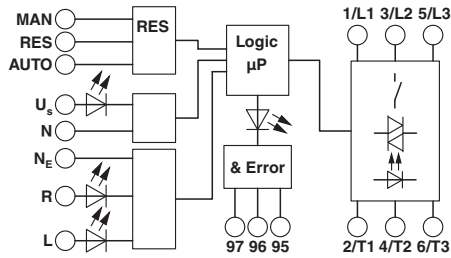 MAN
RES
AUTO
RES
Us
N
NE
R
L
Logic
µP
& Error
97 96 95
1/L1 3/L2 5/L3
2/T1 4/T2 6/T3